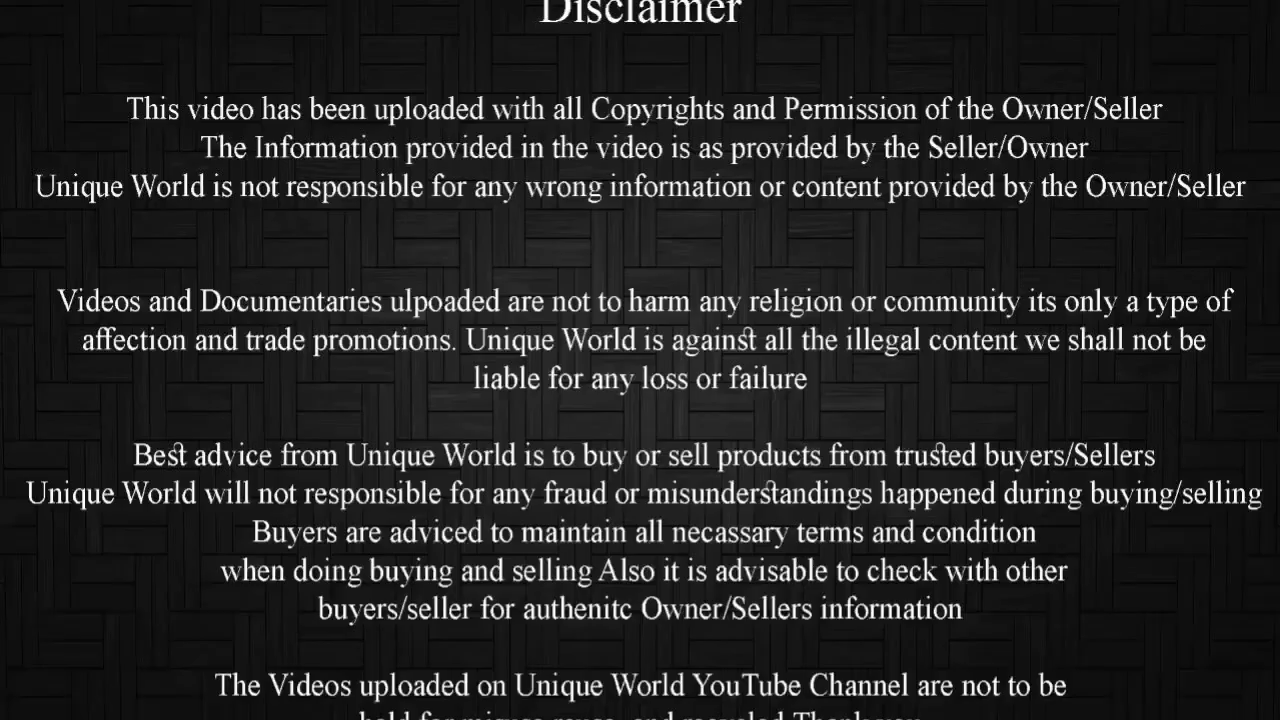 Disclaimer
This video has been uploaded with all Copyrights and Permission of the Owner/Seller
The Information provided in the video is as provided by the Seller/Owner
Unique World is not responsible for any wrong information or content provided by the Owner/Seller
Videos and Documentaries ulpoaded are not to harm any religion or community its only a type of
affection and trade promotions. Unique World is against all the illegal content we shall not be
liable for any loss or failure
Best advice from Unique World is to buy or sell products from trusted buyers/Sellers
Unique World will not responsible for any fraud or misunderstandings happened during buying/selling
Buyers are adviced to maintain all necassary terms and condition
when doing buying and selling Also it is advisable to check with other
buyers/seller for authenitc Owner/Sellers information
The Videos uploaded on Unique World YouTube Channel are not to be